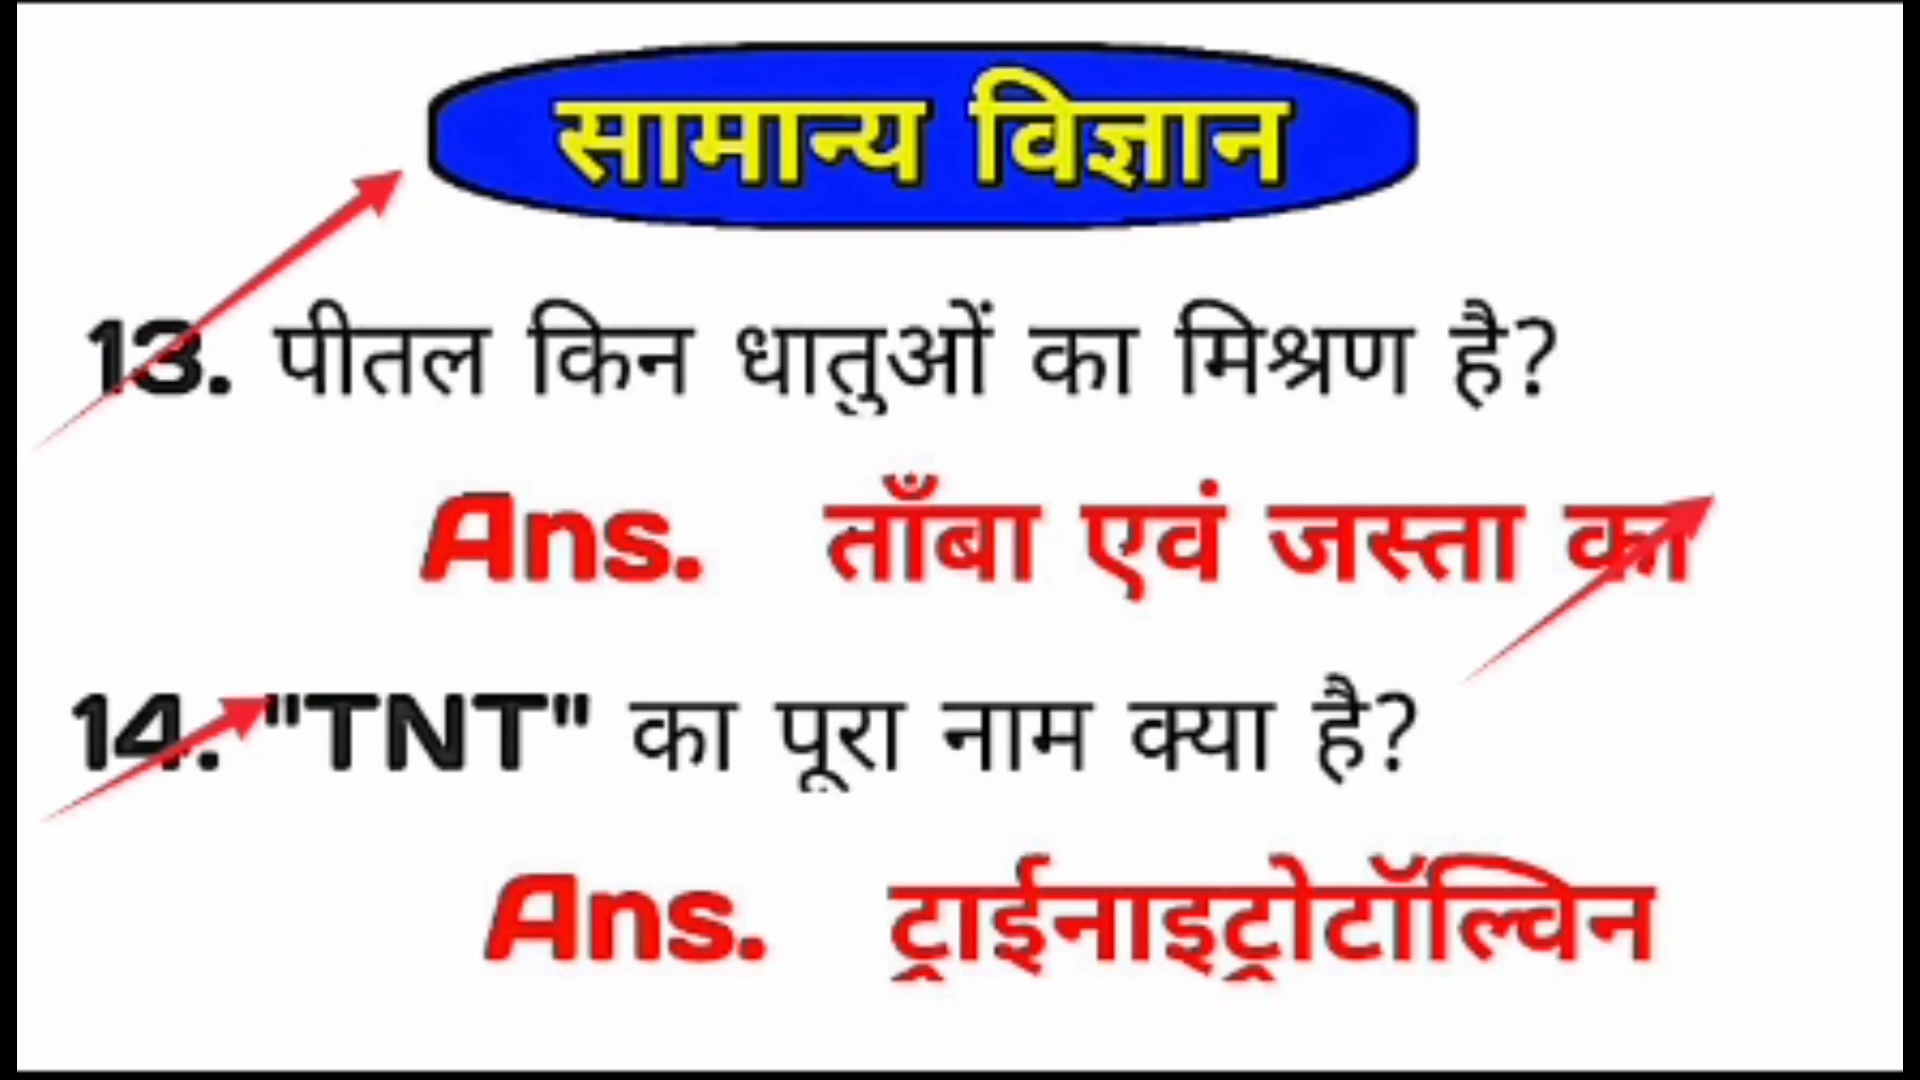 सामान्य विज्ञान
13. पीतल किन धातुओं का मिश्रण है?
Ans. ताँबा एवं जस्ता का
14. "TNT" का पूरा नाम क्या है?
Ans. ट्राईनाइट्रोटॉल्विन